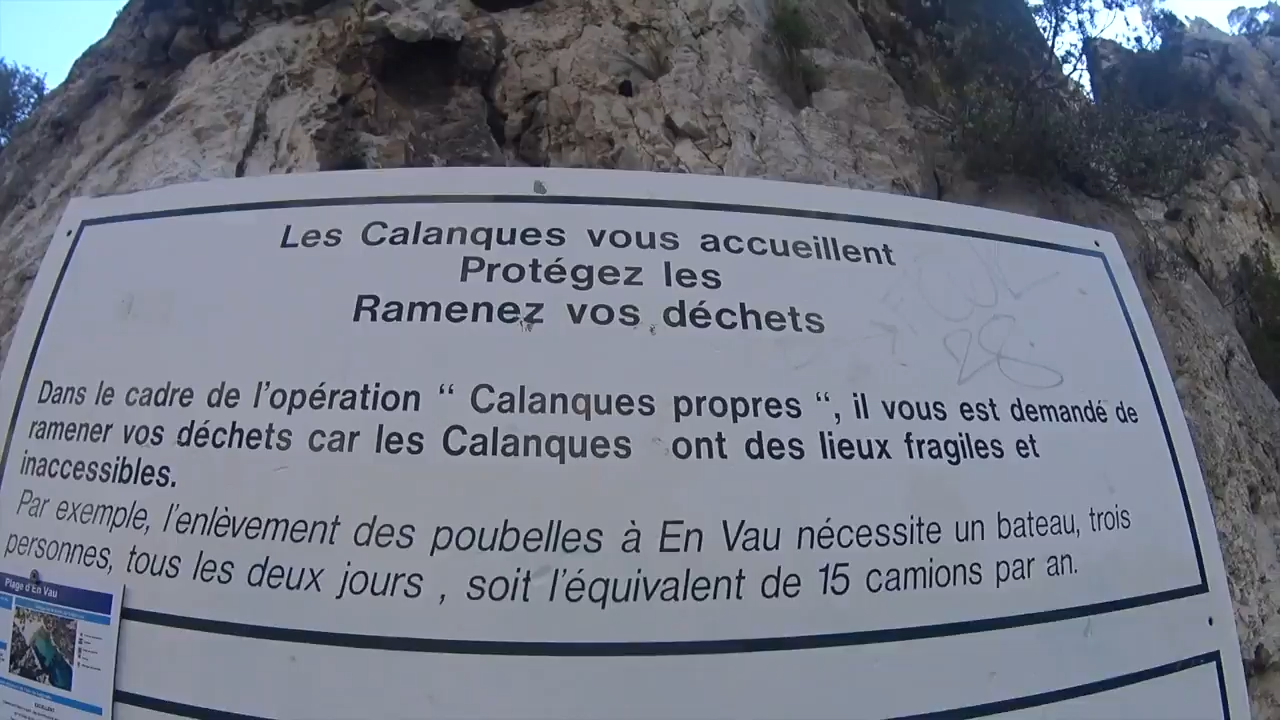 Les Calanques vous accueillent
Protégez les
Ramenez vos déchets
Dans le cadre de l'opération “ Calanques propres “, il vous est demandé de
ramener vos déchets car les Calanques ont des lieux fragiles et
inaccessibles.
Par exemple, l'enlèvement des poubelles à En Vau nécessite un bateau, trois
personnes, tous les deux jours , soit l'équivalent de 15 camions par an.
Plage d'En Vau
EXCELLENT
28